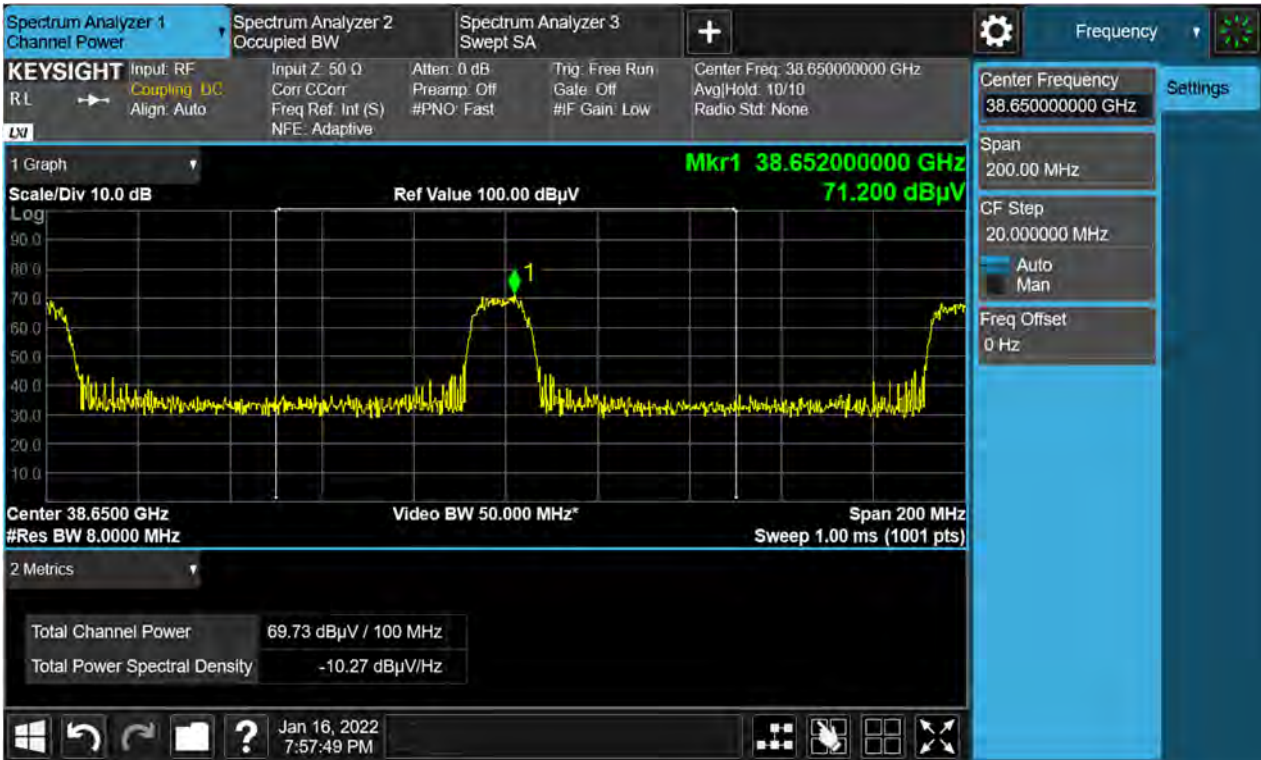 Spectrum Analyzer 1
Channel Power
Spectrum Analyzer 2
Occupied BW
Spectrum Analyzer 3
Swept SA
+
Frequency
KEYSIGHT
R L
LXI
Input: RF
Coupling: DC
Align: Auto
Input Z: 50 Ω
Corr CCorr
Freq Ref: Int (S)
NFE: Adaptive
Atten: 0 dB
Preamp: Off
#PNO: Fast
Trig: Free Run
Gate: Off
#IF Gain: Low
Center Freq: 38.650000000 GHz
Avg|Hold: 10/10
Radio Std: None
Center Frequency
38.650000000 GHz
Settings
Span
200.00 MHz
CF Step
20.000000 MHz
Auto
Man
Freq Offset
0 Hz
1 Graph
Mkr1 38.652000000 GHz
71.200 dBµV
Scale/Div 10.0 dB
Ref Value 100.00 dBµV
Log
90.0
80.0
70.0
60.0
50.0
40.0
30.0
20.0
10.0
1
Center 38.6500 GHz
#Res BW 8.0000 MHz
Video BW 50.000 MHz*
Span 200 MHz
Sweep 1.00 ms (1001 pts)
2 Metrics
Total Channel Power 69.73 dBµV / 100 MHz
Total Power Spectral Density -10.27 dBµV/Hz
?
Jan 16, 2022
7:57:49 PM